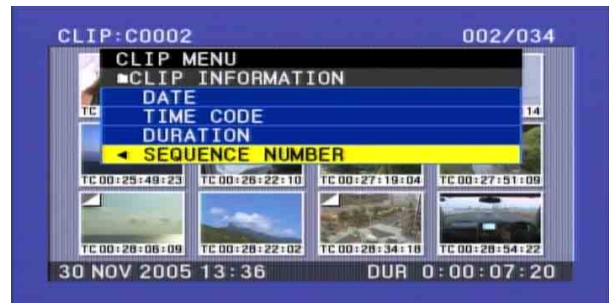 CLIP:C0002 002/034
CLIP MENU
CLIP INFORMATION
DATE
TC 14
TIME CODE
DURATION
◄ SEQUENCE NUMBER
TC 00:25:49:23 TC 00:26:22:10 TC 00:27:19:04 TC 00:27:51:09
TC 00:28:06:09 TC 00:28:22:02 TC 00:28:34:18 TC 00:28:54:22
30 NOV 2005 13:36 DUR 0:00:07:20